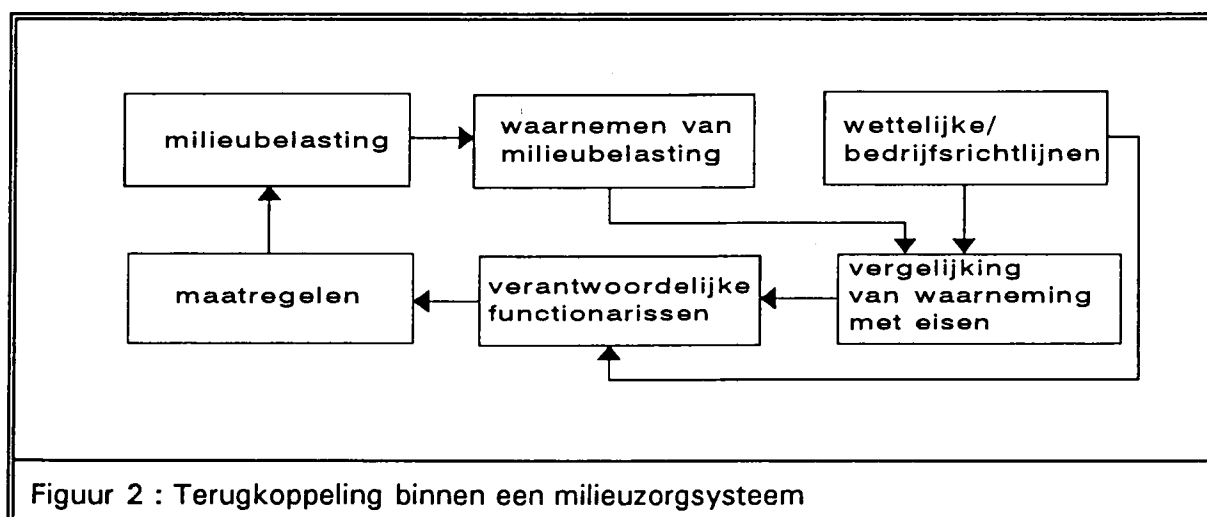 milieubelasting
waarnemen van
milieubelasting
wettelijke/
bedrijfsrichtlijnen
maatregelen
verantwoordelijke
functionarissen
vergelijking
van waarneming
met eisen
Figuur 2 : Terugkoppeling binnen een milieuzorgsysteem